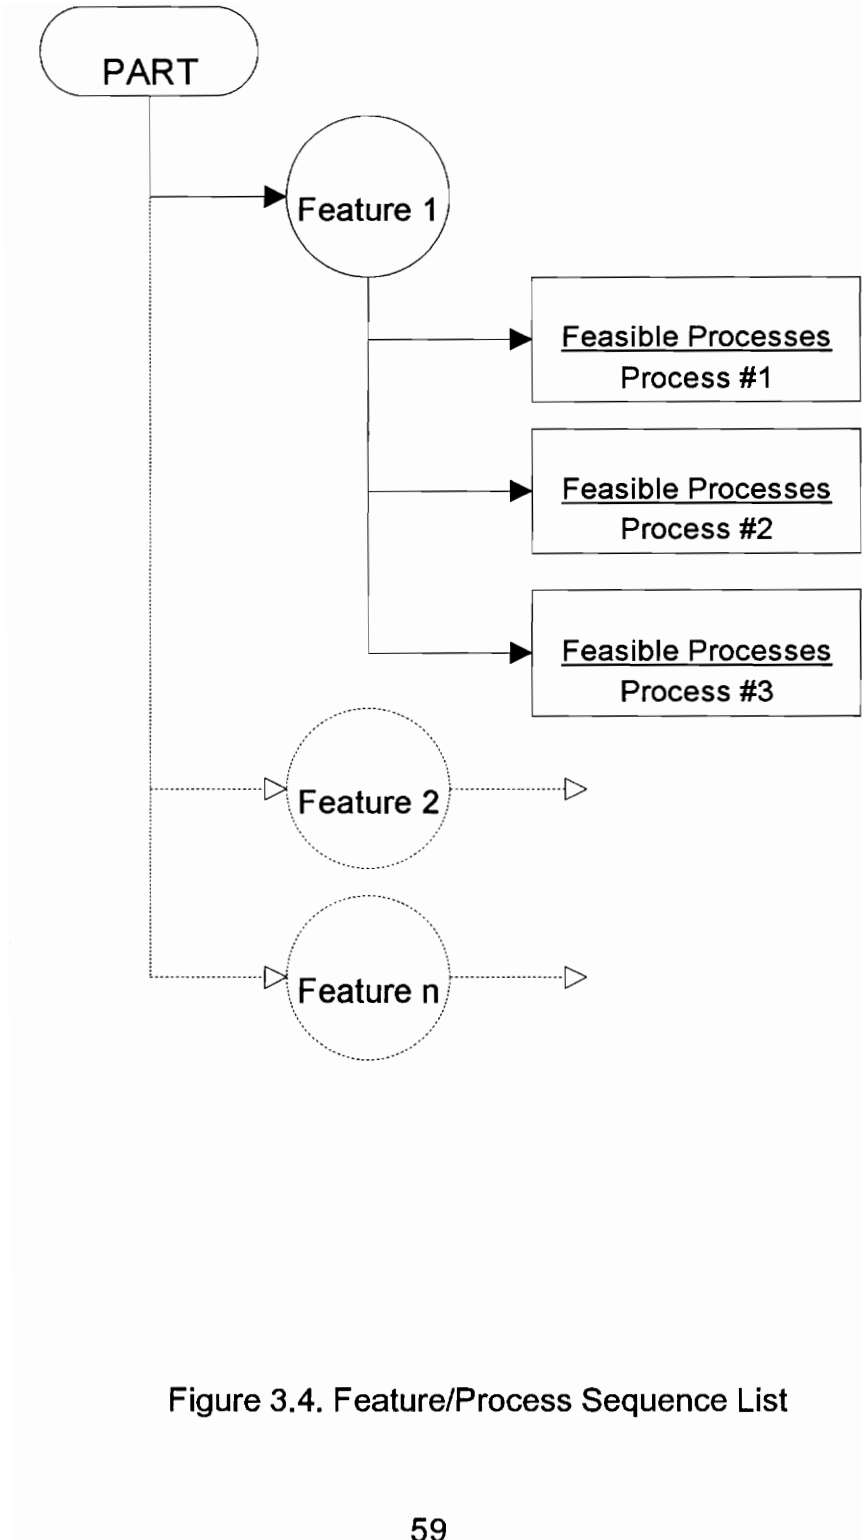 PART
Feature 1
Feasible Processes
Process #1
Feasible Processes
Process #2
Feasible Processes
Process #3
Feature 2
Feature n
Figure 3.4. Feature/Process Sequence List
59